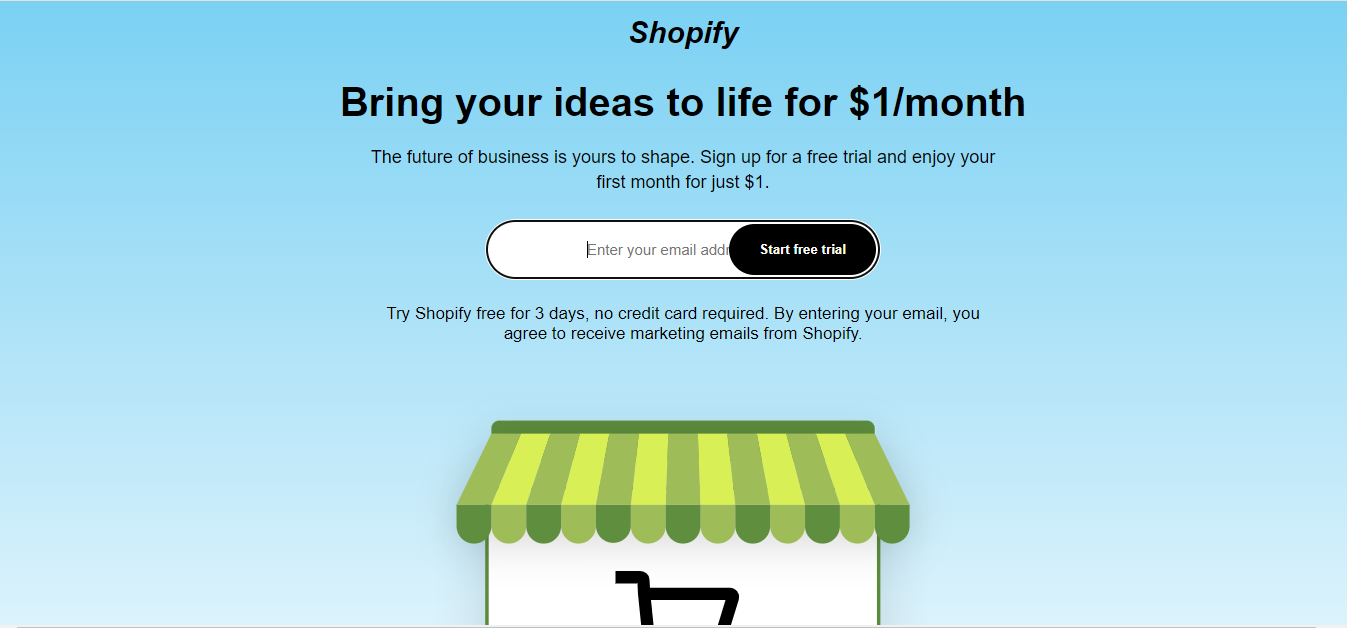 Shopify
Bring your ideas to life for $1/month
The future of business is yours to shape. Sign up for a free trial and enjoy your
first month for just $1.
Enter your email addr
Start free trial
Try Shopify free for 3 days, no credit card required. By entering your email, you
agree to receive marketing emails from Shopify.